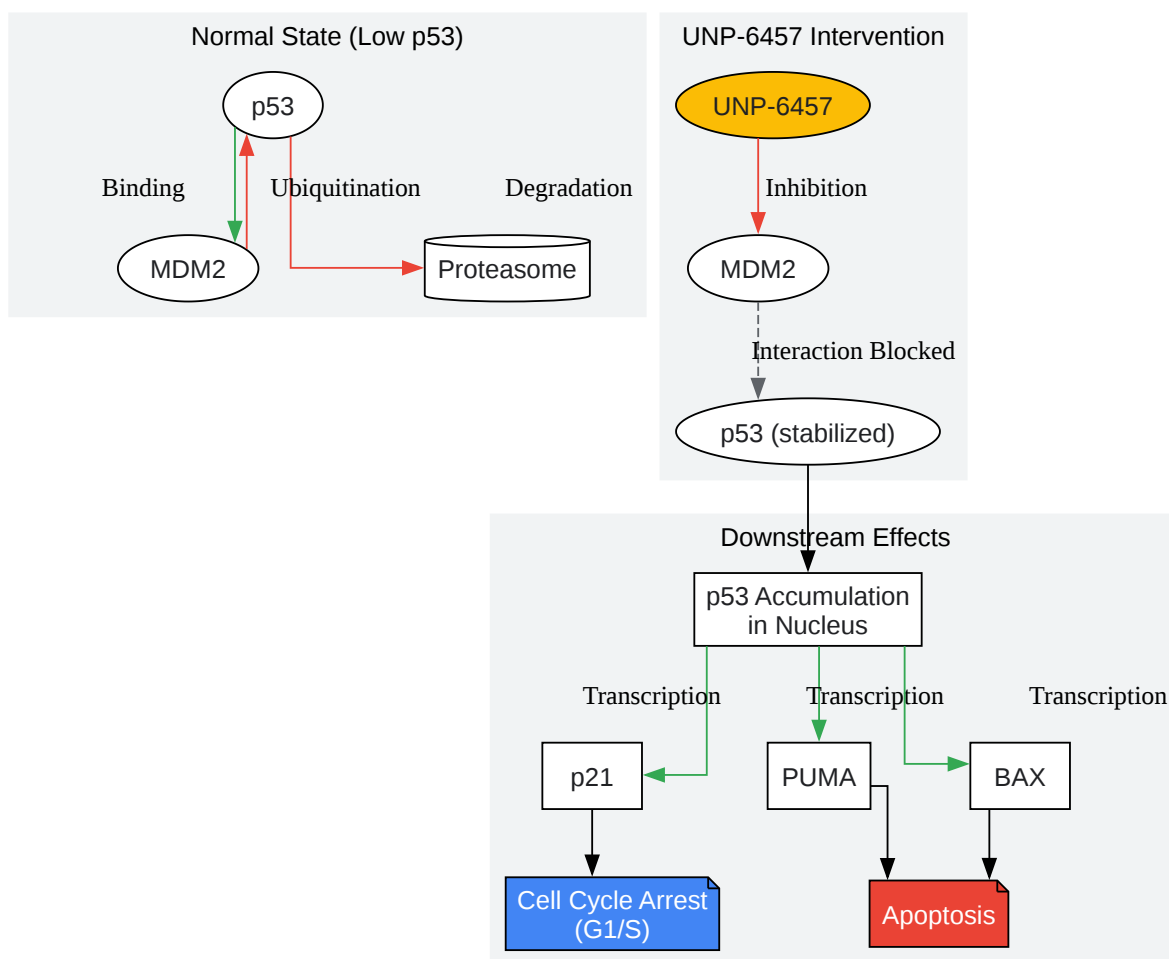 Normal State (Low p53)
p53
Binding
Ubiquitination
Degradation
MDM2
Proteasome
UNP-6457 Intervention
UNP-6457
Inhibition
MDM2
Interaction Blocked
p53 (stabilized)
Downstream Effects
p53 Accumulation
in Nucleus
Transcription
Transcription
Transcription
p21
PUMA
BAX
Cell Cycle Arrest
(G1/S)
Apoptosis